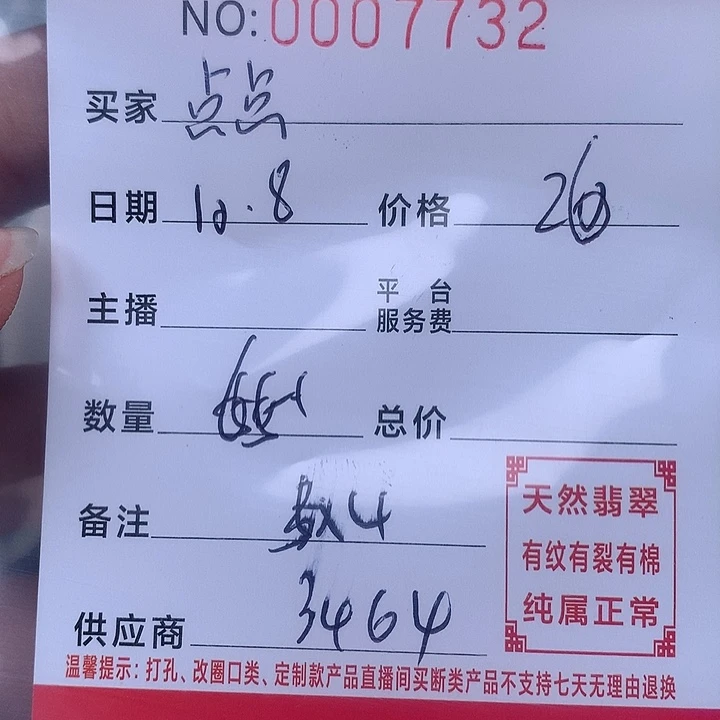 NO:0007732
买家 点点
日期 10.8 价格
主播 平台服务费
数量 总价
备注
天然翡翠
有纹有裂有棉
纯属正常
供应商 3464
温馨提示：打孔、改圈口类、定制款产品直播间买断类产品不支持七天无理由退换